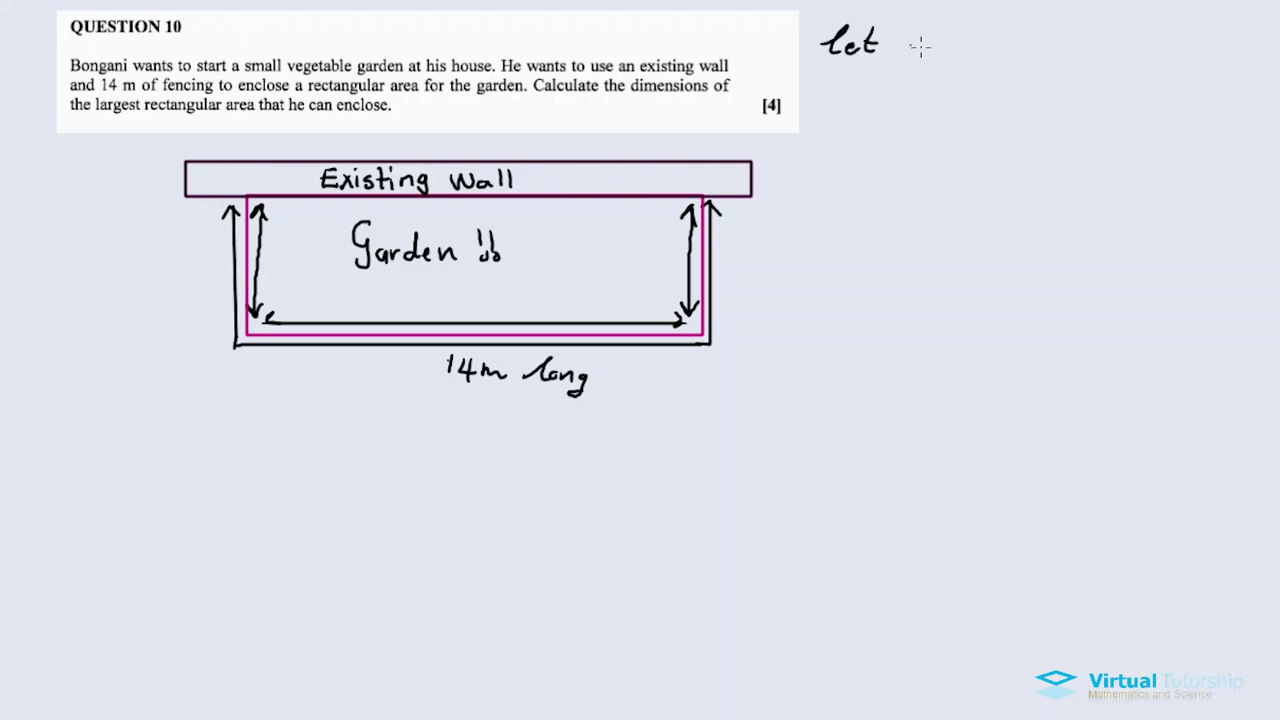 QUESTION 10
Bongani wants to start a small vegetable garden at his house. He wants to use an existing wall
and 14 m of fencing to enclose a rectangular area for the garden. Calculate the dimensions of
the largest rectangular area that he can enclose.
[4]
let
Existing Wall
Garden !!
14m long
Virtual Tutorship
Mathematics and Science